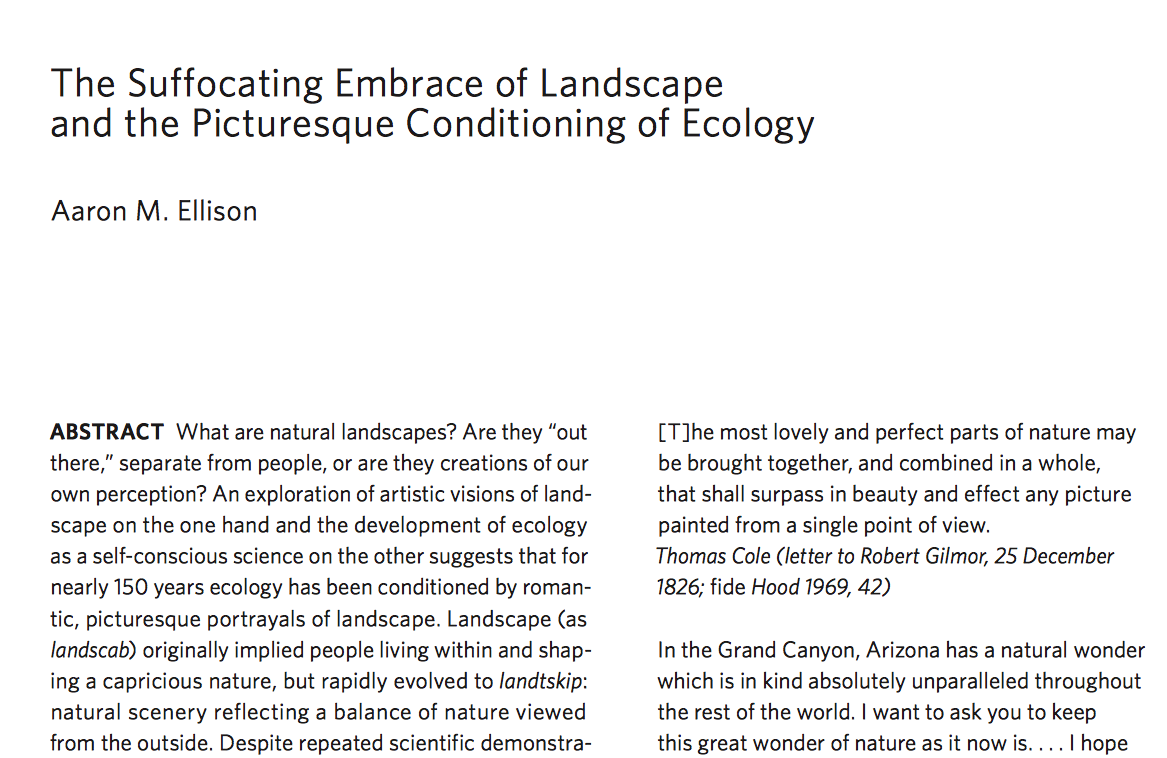 The Suffocating Embrace of Landscape
and the Picturesque Conditioning of Ecology
Aaron M. Ellison
ABSTRACT What are natural landscapes? Are they “out
there,” separate from people, or are they creations of our
own perception? An exploration of artistic visions of land-
scape on the one hand and the development of ecology
as a self-conscious science on the other suggests that for
nearly 150 years ecology has been conditioned by roman-
tic, picturesque portrayals of landscape. Landscape (as
landscab) originally implied people living within and shap-
ing a capricious nature, but rapidly evolved to landtskip:
natural scenery reflecting a balance of nature viewed
from the outside. Despite repeated scientific demonstra-
[T]he most lovely and perfect parts of nature may
be brought together, and combined in a whole,
that shall surpass in beauty and effect any picture
painted from a single point of view.
Thomas Cole (letter to Robert Gilmor, 25 December
1826; fide Hood 1969, 42)
In the Grand Canyon, Arizona has a natural wonder
which is in kind absolutely unparalleled throughout
the rest of the world. I want to ask you to keep
this great wonder of nature as it now is. . . . I hope